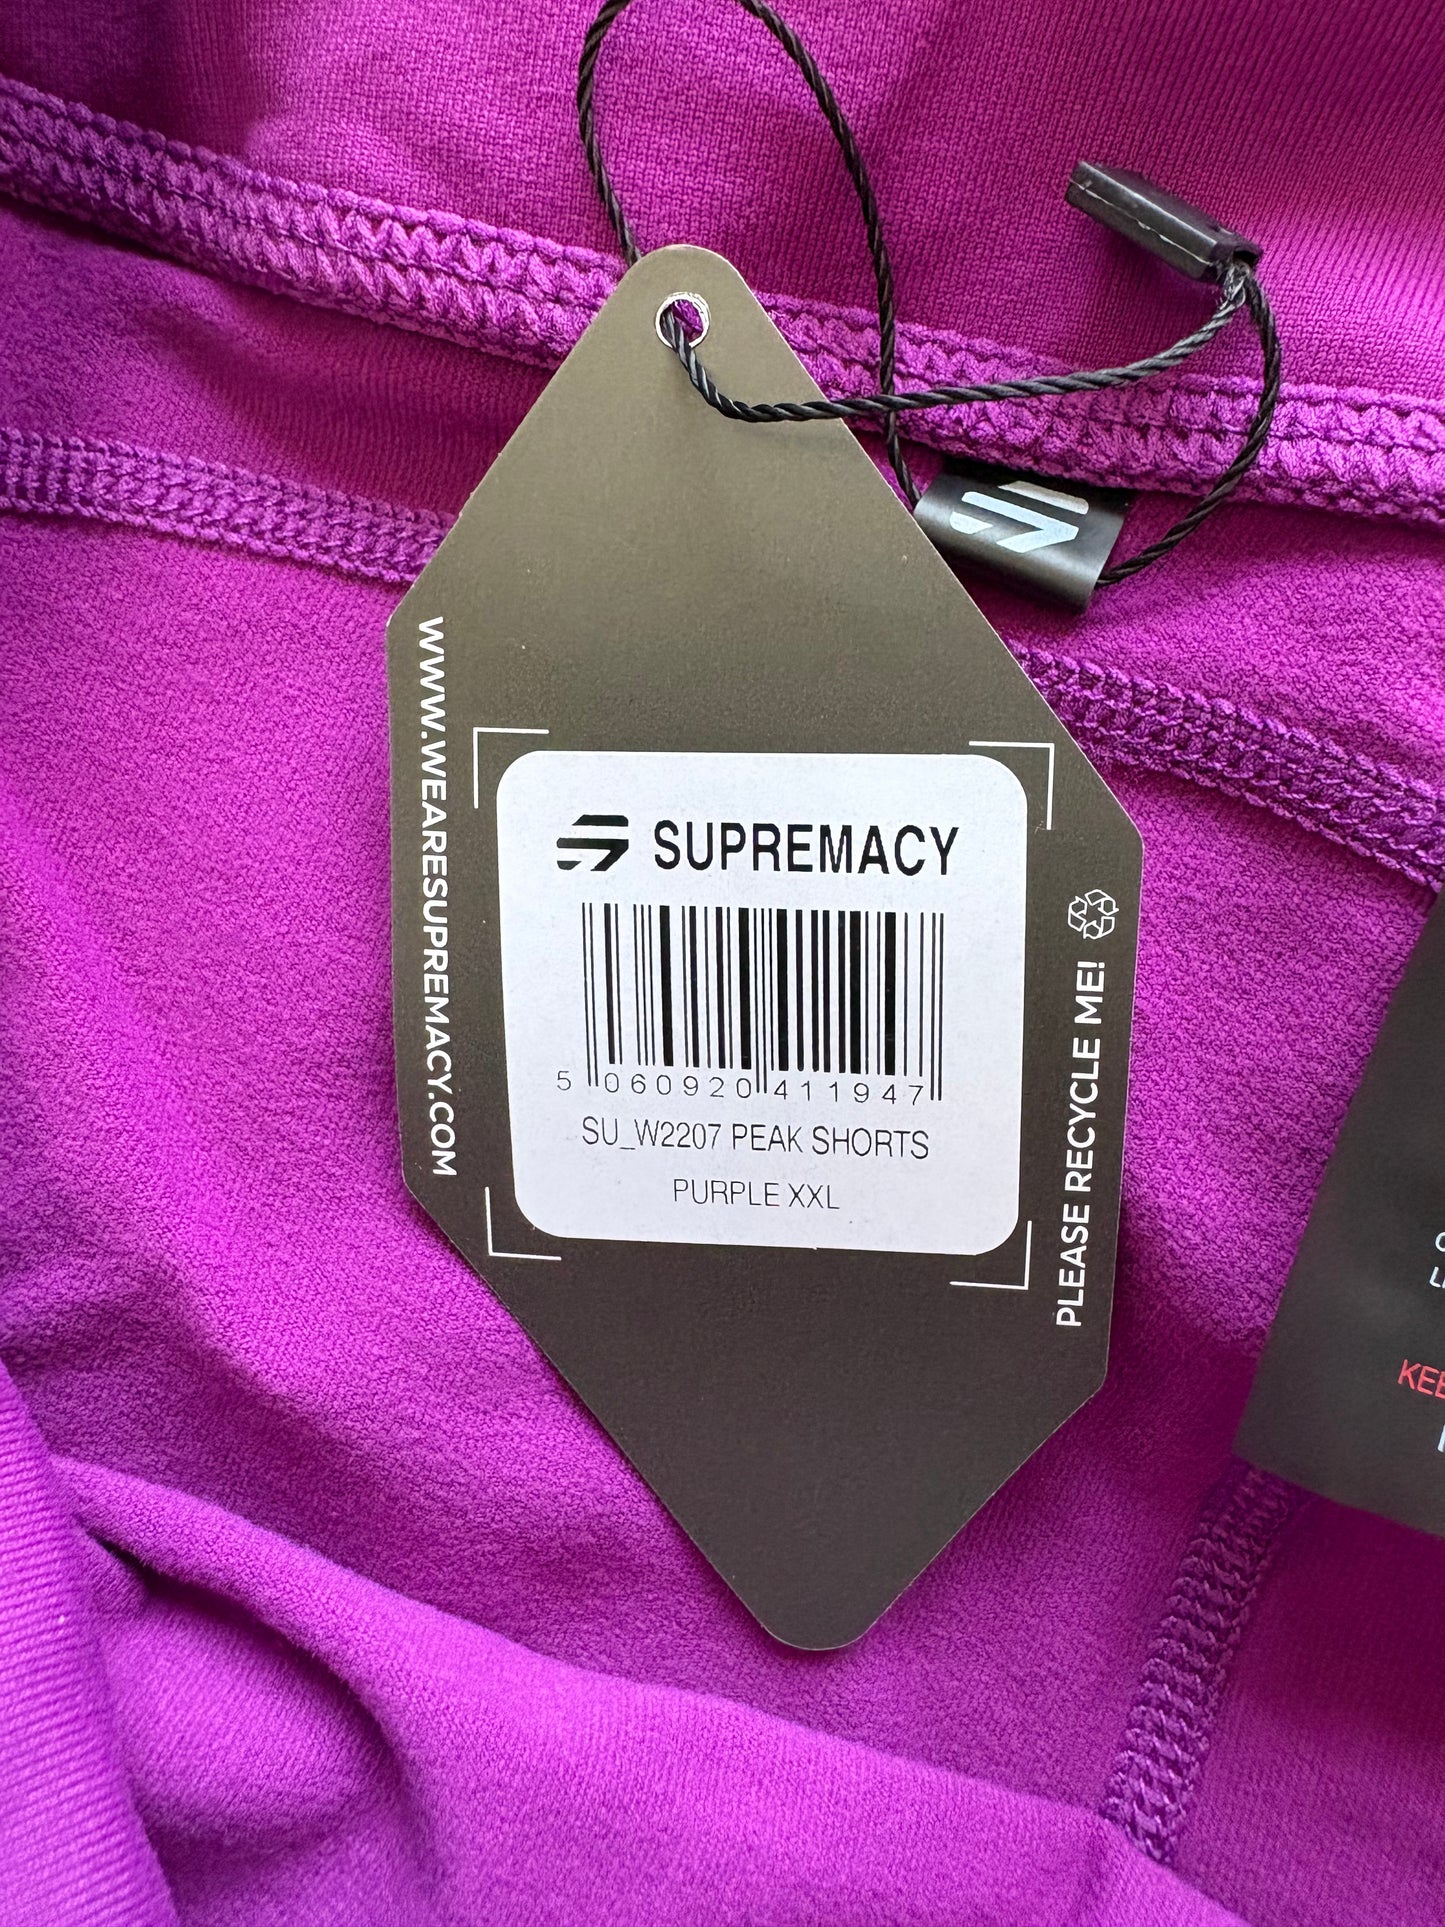 WWW.WEARESUPREMACY.COM
SUPREMACY
5 060920 411947
SU_W2207 PEAK SHORTS
PURPLE XXL
PLEASE RECYCLE ME!